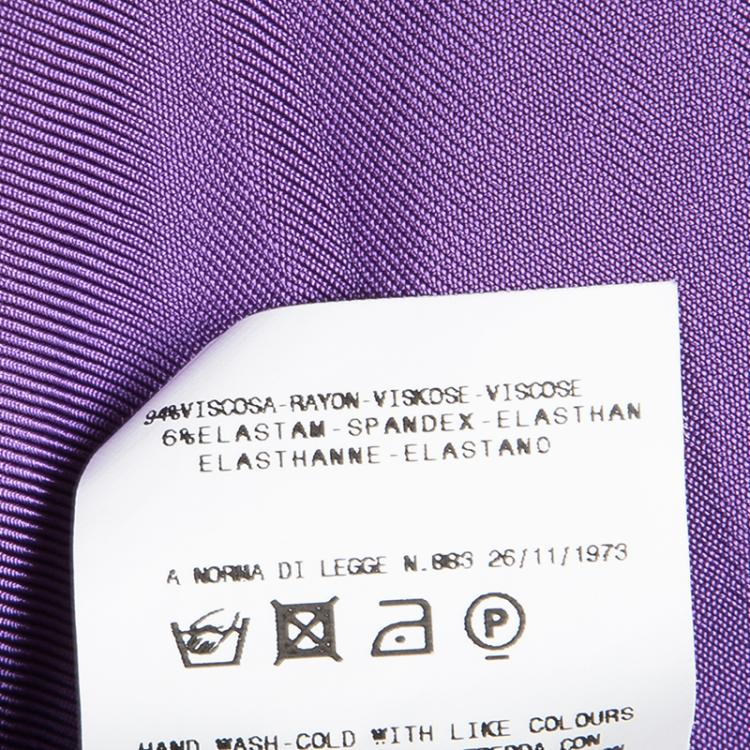 94%VISCOSA-RAYON-VISKOSE-VISCOSE
6%ELASTAM-SPANDEX-ELASTHAN
ELASTHANNE-ELASTANO
A NORMA DI LEGGE N.883 26/11/1973
P
HAND WASH-COLD WITH LIKE COLOURS
CON